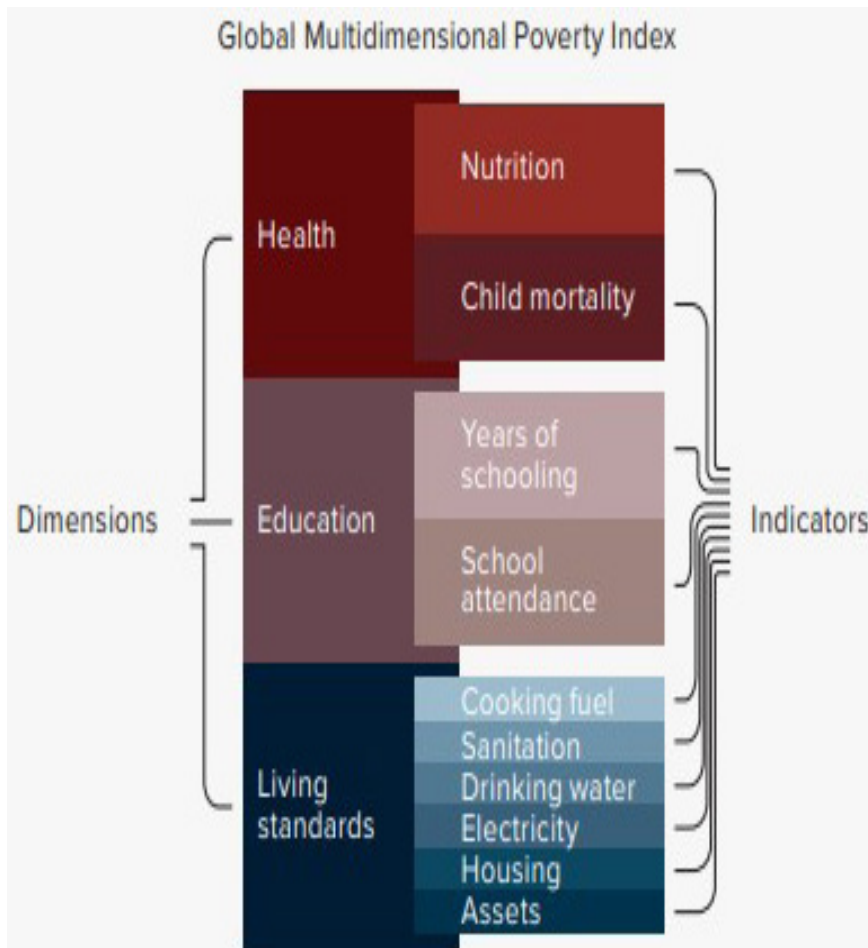 Global Multidimensional Poverty Index
Nutrition
Health
Child mortality
Years of
schooling
Dimensions
Education
Indicators
School
attendance
Cooking fuel
Sanitation
Living
standards
Drinking water
Electricity
Housing
Assets